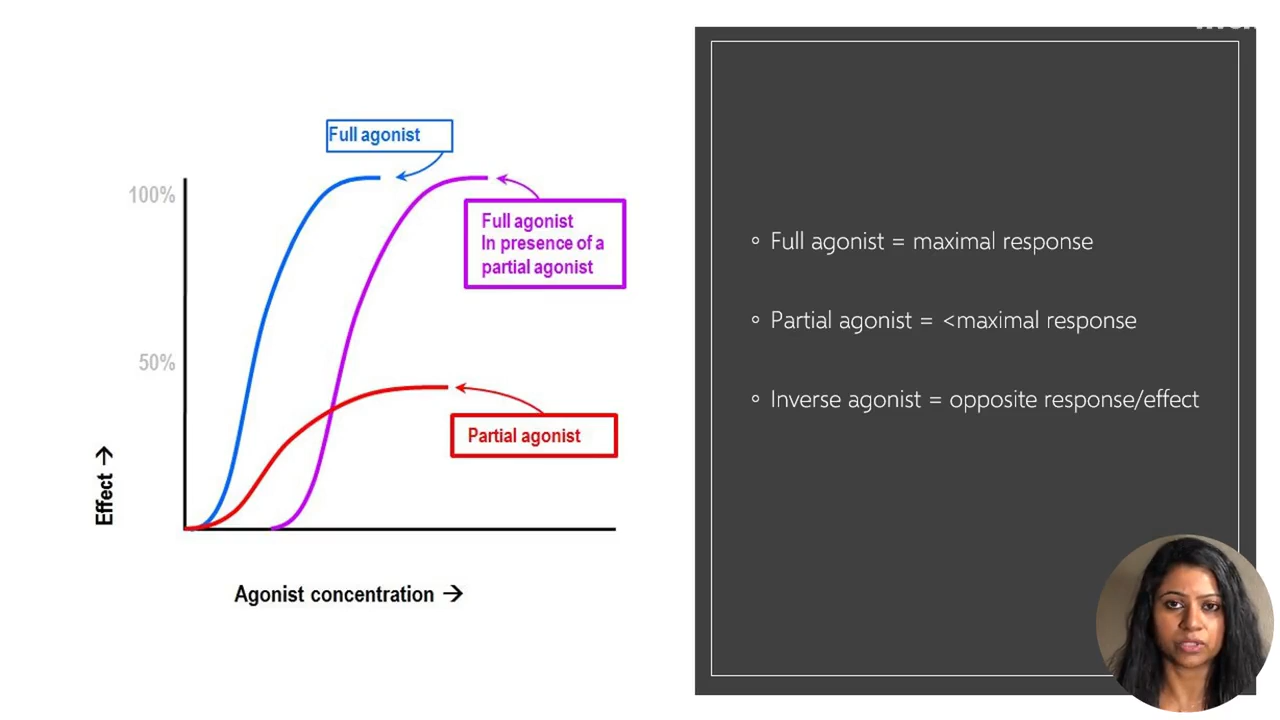 Full agonist
100%
Full agonist
In presence of a
partial agonist
50%
Partial agonist
Effect →
Agonist concentration →
Full agonist = maximal response
Partial agonist = <maximal response
Inverse agonist = opposite response/effect